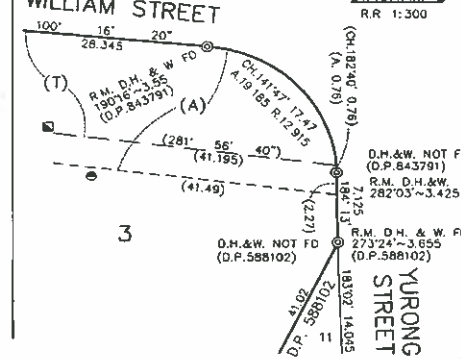 WILLIAM STREET
R.R 1:300
100° 16' 20"
28.345
(T)
R.M. D.H. & W FD
190°16'~3.55
(D.P.843791)
(A)
CH.141°47' 17.47
A.19 185 R.12 915
(CH.182°40' 0.76)
(A. 0.76)
(281° 56' 40")
(41.195)
(41.49)
D.H.&W. NOT F
(D.P.843791)
R.M. D.H.&W.
282°03'~3.425
7.125
184° 13'
(2.27)
3
D.H.&W. NOT FD
(D.P.588102)
R.M. D H. & W. F
273°24'~3.655
(D.P.588102)
41.02
D.P. 588102
11
183°02' 14.045
YURONG
STREET